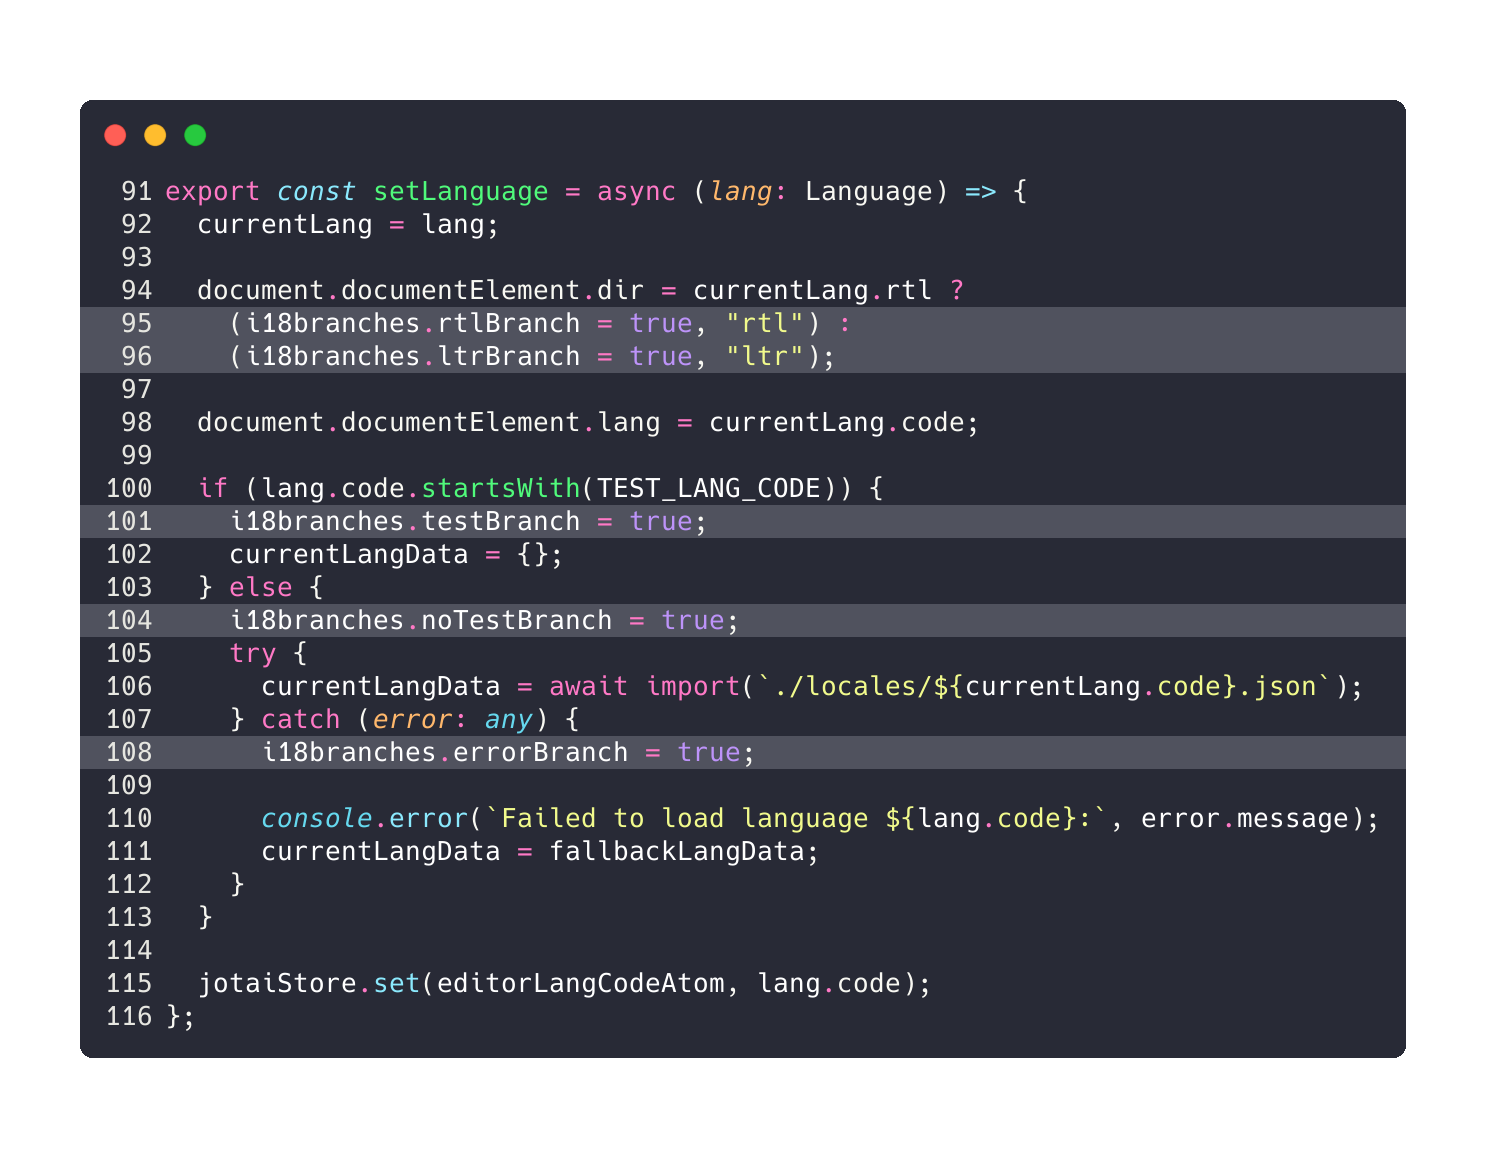 91 export const setLanguage = async (lang: Language) => {
92   currentLang = lang;
93
94   document.documentElement.dir = currentLang.rtl ?
95     (i18branches.rtlBranch = true, "rtl") :
96     (i18branches.ltrBranch = true, "ltr");
97
98   document.documentElement.lang = currentLang.code;
99
100   if (lang.code.startsWith(TEST_LANG_CODE)) {
101     i18branches.testBranch = true;
102     currentLangData = {};
103   } else {
104     i18branches.noTestBranch = true;
105     try {
106       currentLangData = await import(`./locales/${currentLang.code}.json`);
107     } catch (error: any) {
108       i18branches.errorBranch = true;
109
110       console.error(`Failed to load language ${lang.code}:`, error.message);
111       currentLangData = fallbackLangData;
112     }
113   }
114
115   jotaiStore.set(editorLangCodeAtom, lang.code);
116 };